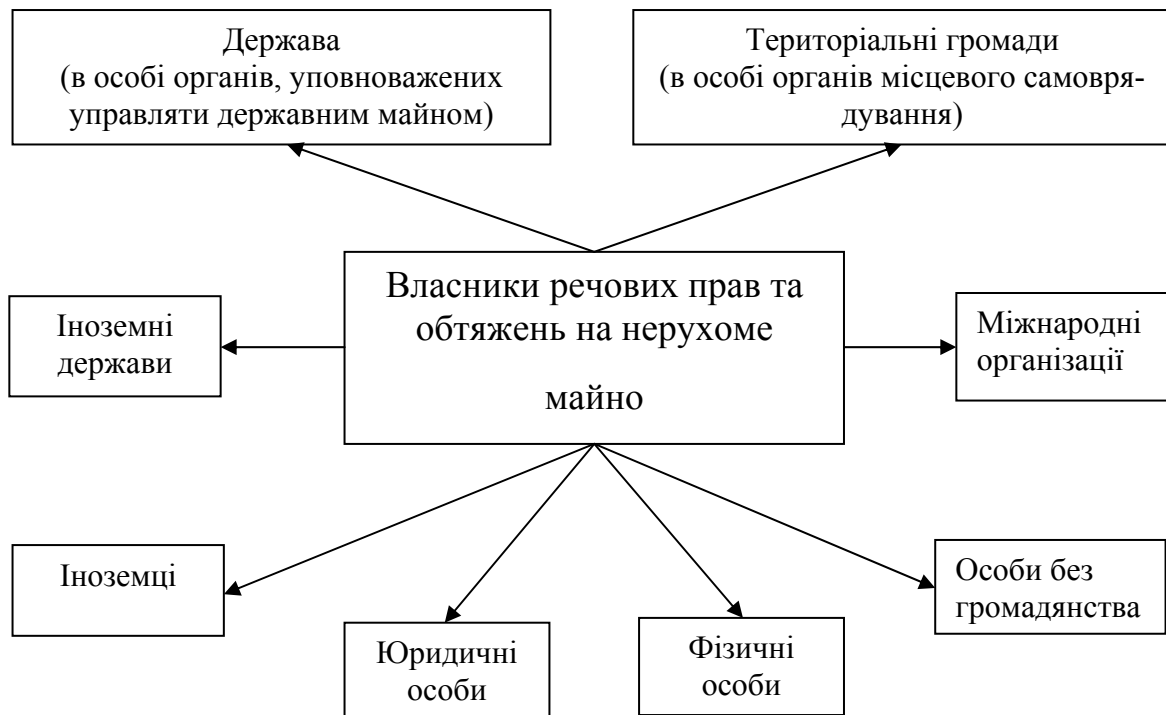 Держава
(в особі органів, уповноважених
управляти державним майном)
Територіальні громади
(в особі органів місцевого самовря-
дування)
Власники речових прав та
обтяжень на нерухоме
майно
Іноземні
держави
Міжнародні
організації
Іноземці
Юридичні
особи
Фізичні
особи
Особи без
громадянства